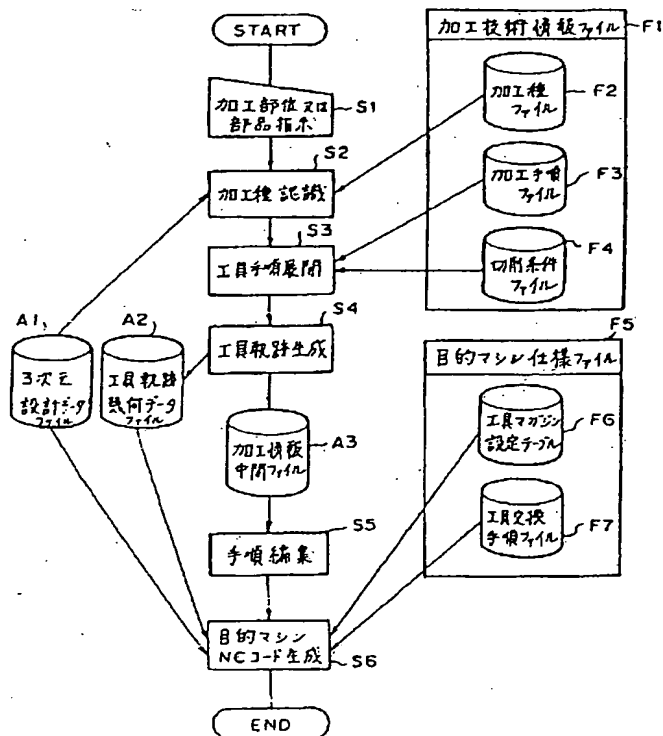 START
加工部位又は
部品指示
S1
S2
加工種認識
S3
工具手順展開
S4
工具軌跡生成
A1
3次元
設計データ
ファイル
A2
工具軌跡
幾何データ
ファイル
加工情報
中間ファイル
A3
S5
手順編集
目的マシン
NCコード生成
S6
END
加工技術情報ファイル
F1
加工種
ファイル
F2
加工手順
ファイル
F3
切削条件
ファイル
F4
F5
目的マシン仕様ファイル
工具マガジン
設定テーブル
F6
工具交換
手順ファイル
F7